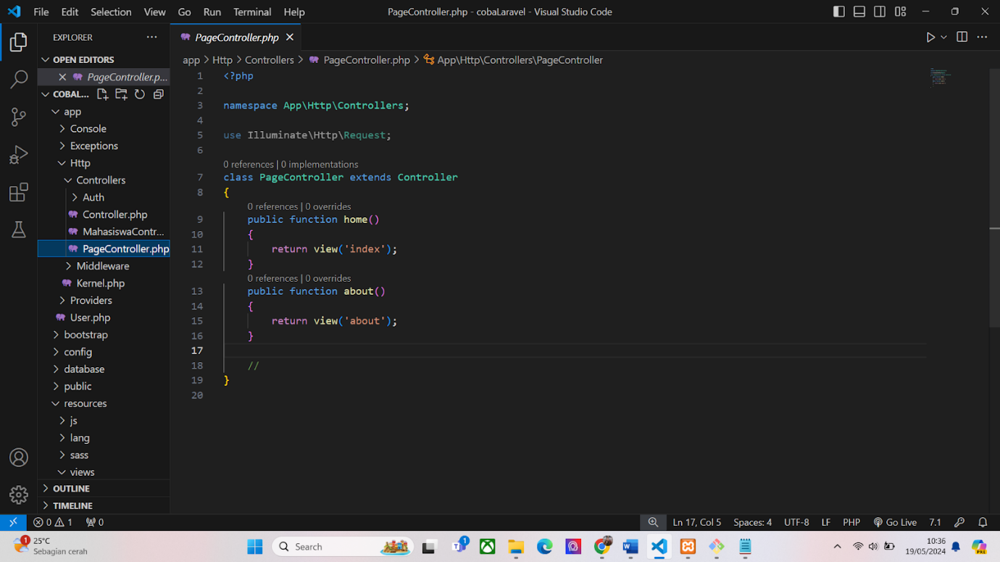 File Edit Selection View Go Run Terminal Help
PageController.php - cobaLaravel - Visual Studio Code
EXPLORER
OPEN EDITORS
PageController.p...
COBAL...
app
Console
Exceptions
Http
Controllers
Auth
Controller.php
MahasiswaContr...
PageController.php
Middleware
Kernel.php
Providers
User.php
bootstrap
config
database
public
resources
js
lang
sass
views
OUTLINE
TIMELINE
PageController.php
app > Http > Controllers > PageController.php > App\Http\Controllers\PageController
1 <?php
2
3 namespace App\Http\Controllers;
4
5 use Illuminate\Http\Request;
6
0 references | 0 implementations
7 class PageController extends Controller
8 {
0 references | 0 overrides
9 public function home()
10 {
11 return view('index');
12 }
0 references | 0 overrides
13 public function about()
14 {
15 return view('about');
16 }
17
18 //
19 }
20
0 1 0
Ln 17, Col 5 Spaces: 4 UTF-8 LF PHP Go Live 7.1
1
25°C
Sebagian cerah
Search
1
10:36
19/05/2024
PRE